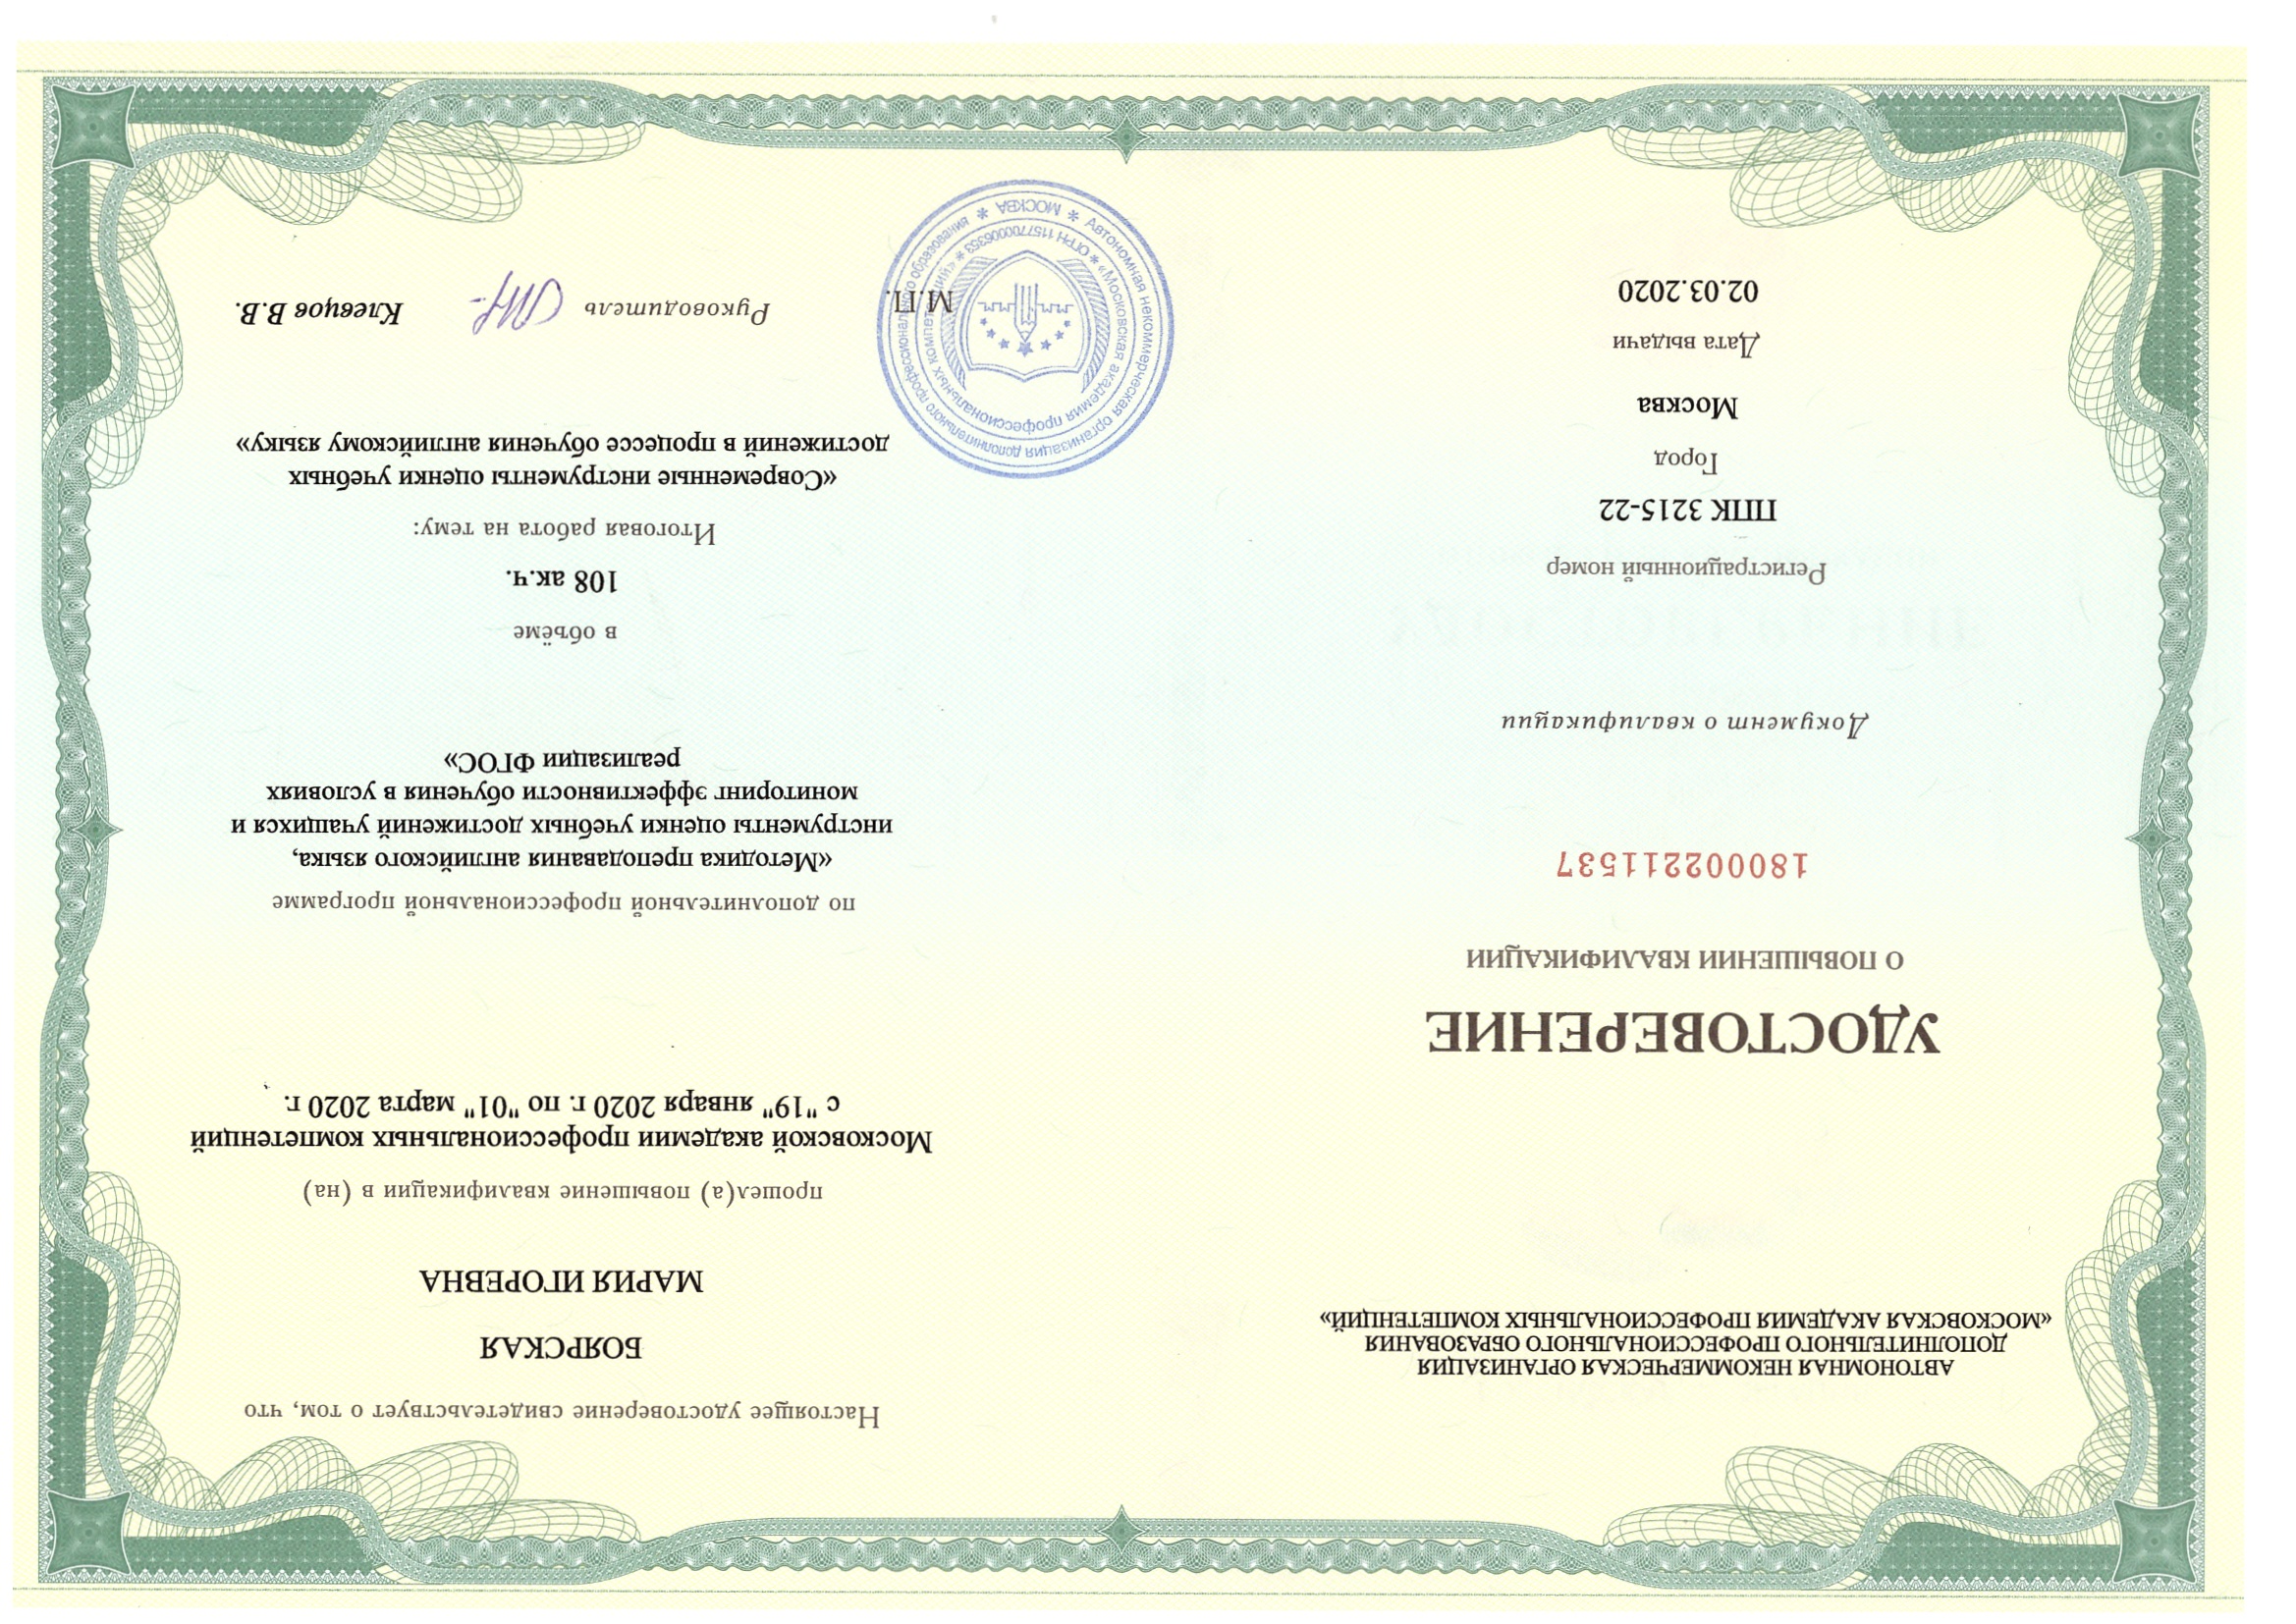 АВТОНОМНАЯ НЕКОММЕРЧЕСКАЯ ОРГАНИЗАЦИЯ
ДОПОЛНИТЕЛЬНОГО ПРОФЕССИОНАЛЬНОГО ОБРАЗОВАНИЯ
«МОСКОВСКАЯ АКАДЕМИЯ ПРОФЕССИОНАЛЬНЫХ КОМПЕТЕНЦИЙ»
УДОСТОВЕРЕНИЕ
О ПОВЫШЕНИИ КВАЛИФИКАЦИИ
180002211537
Документ о квалификации
Регистрационный номер
ППК 3215-22
Город
Москва
Дата выдачи
02.03.2020
Настоящее удостоверение свидетельствует о том, что
БОЯРСКАЯ
МАРИЯ ИГОРЕВНА
прошел(а) повышение квалификации в (на)
Московской академии профессиональных компетенций
с "19" января 2020 г. по "01" марта 2020 г.
по дополнительной профессиональной программе
«Методика преподавания английского языка,
инструменты оценки учебных достижений учащихся и
мониторинг эффективности обучения в условиях
реализации ФГОС»
в объёме
108 ак.ч.
Итоговая работа на тему:
«Современные инструменты оценки учебных
достижений в процессе обучения английскому языку»
М.П.
Руководитель Клевцов В.В.
Автономная некоммерческая организация дополнительного профессионального образования
* МОСКВА *
«Московская академия профессиональных компетенций»
* ОГРН 1157700006353 *